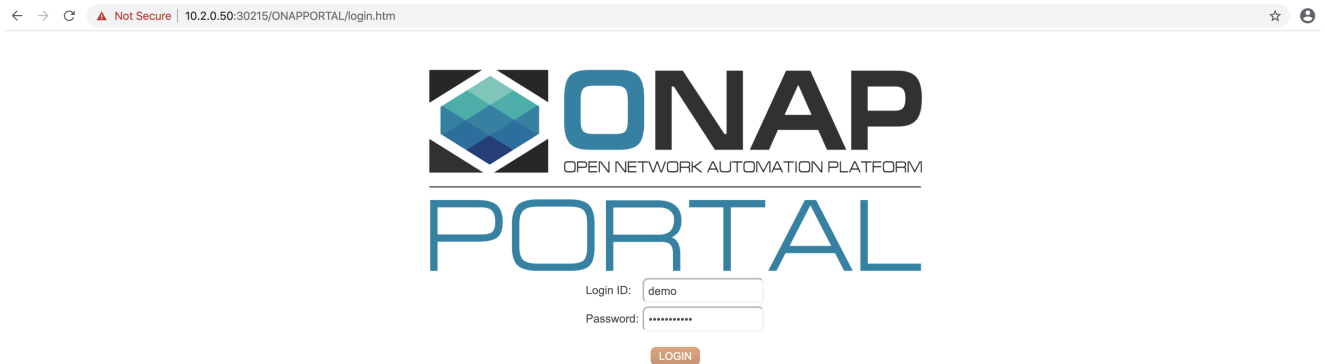 Not Secure | 10.2.0.50:30215/ONAPPORTAL/login.htm
ONAP
OPEN NETWORK AUTOMATION PLATFORM
PORTAL
Login ID: demo
Password: •••••••••••
LOGIN